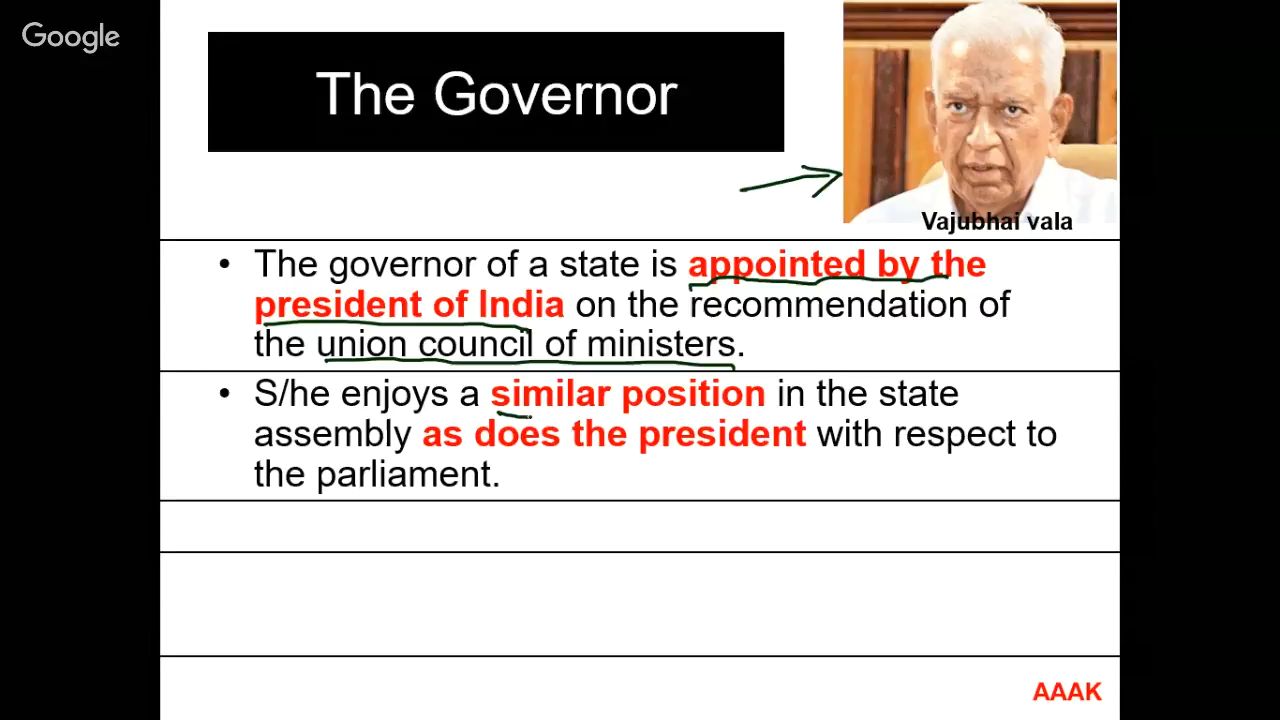 Google
The Governor
Vajubhai vala
• The governor of a state is appointed by the
president of India on the recommendation of
the union council of ministers.
• S/he enjoys a similar position in the state
assembly as does the president with respect to
the parliament.
AAAK